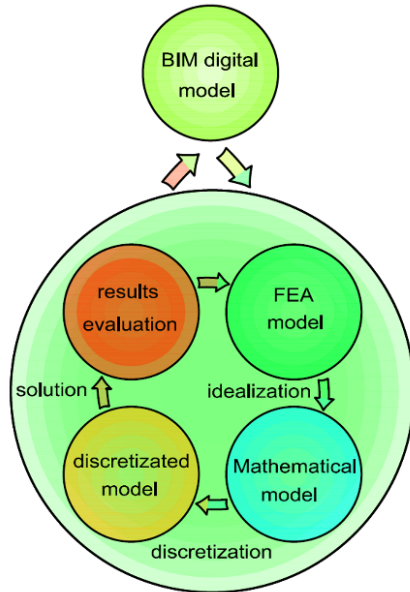 BIM digital
model
results
evaluation
FEA
model
solution
idealization
discretizated
model
Mathematical
model
discretization